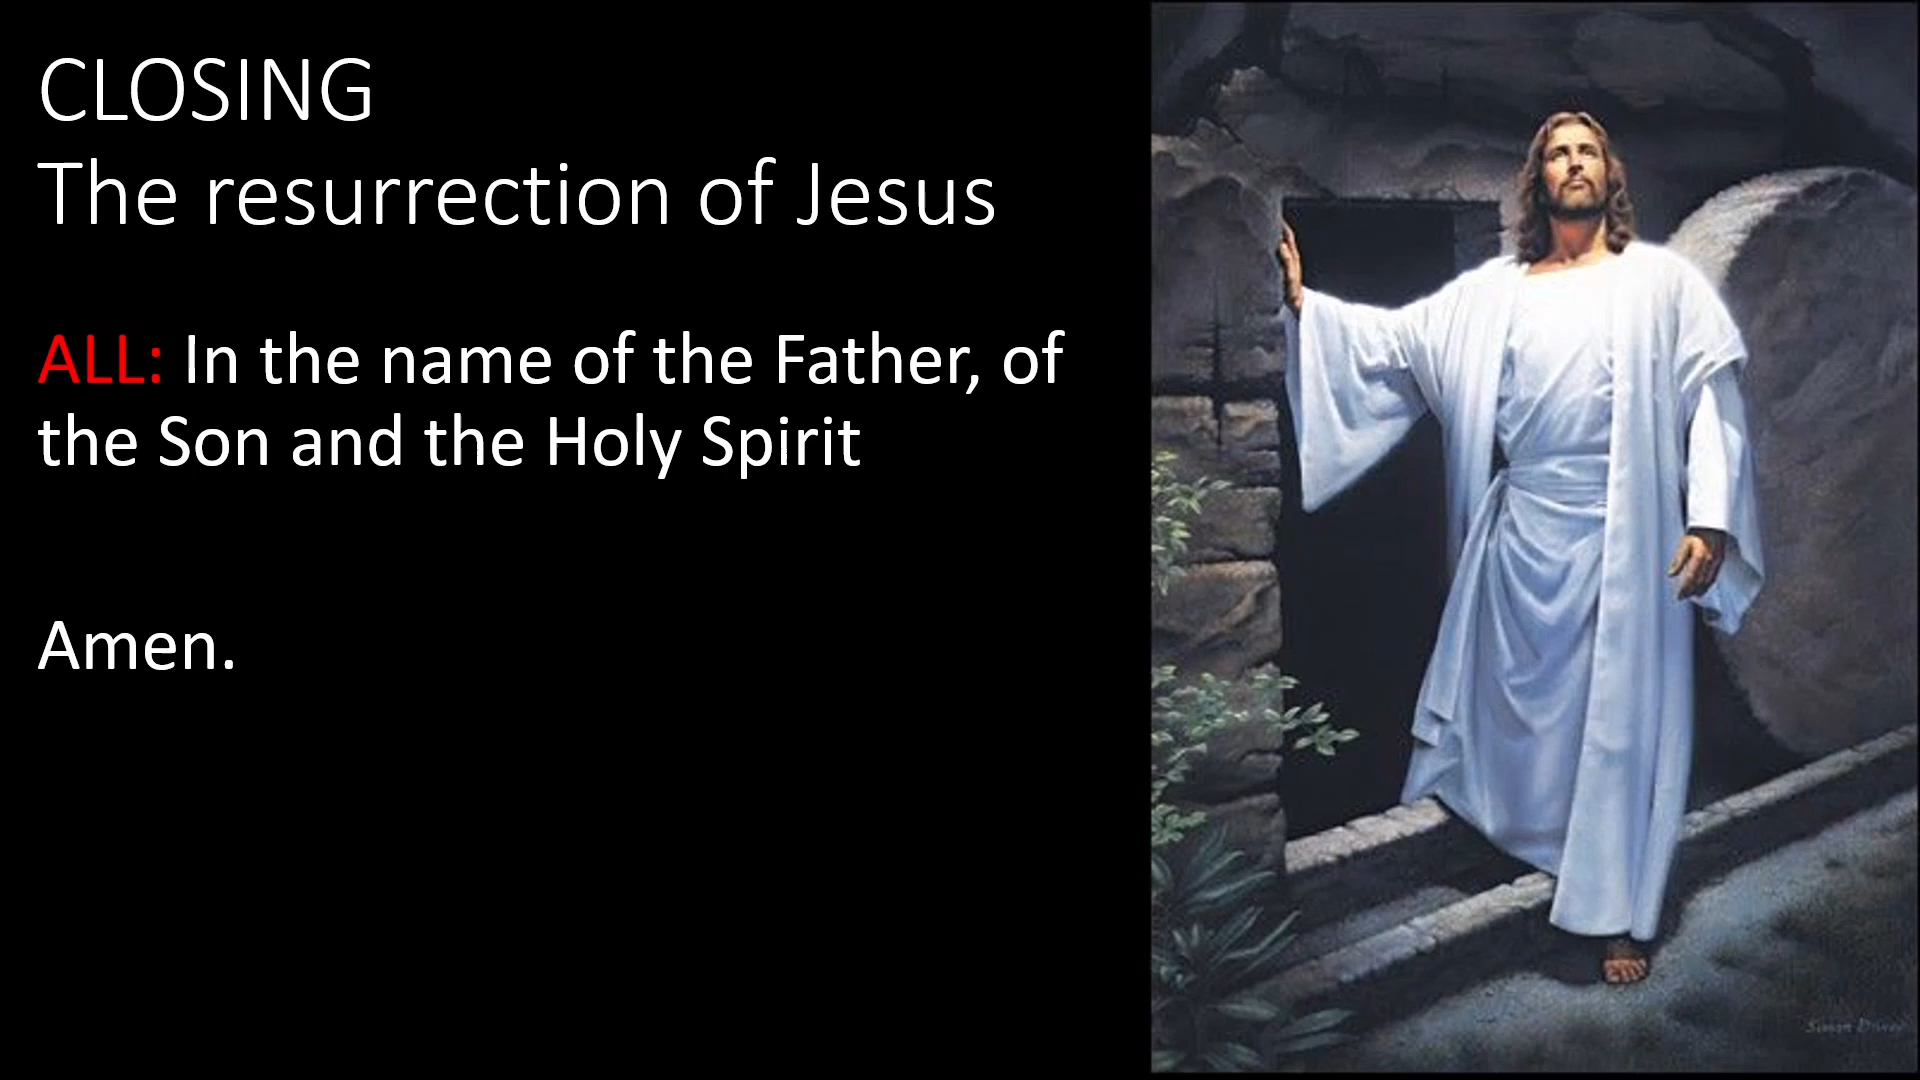 CLOSING
The resurrection of Jesus
ALL: In the name of the Father, of
the Son and the Holy Spirit
Amen.